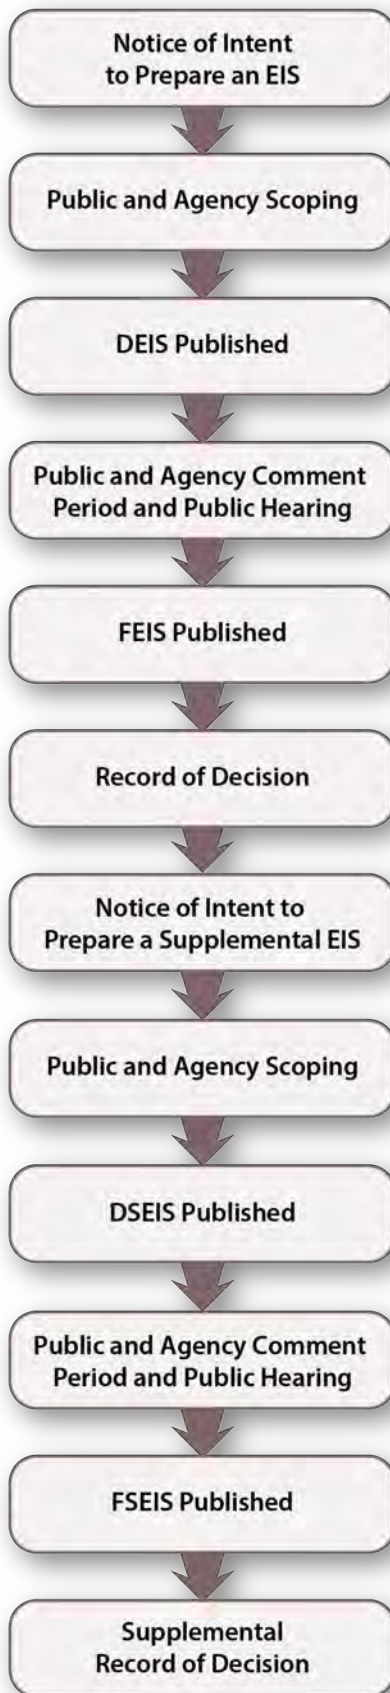 Notice of Intent
to Prepare an EIS
Public and Agency Scoping
DEIS Published
Public and Agency Comment
Period and Public Hearing
FEIS Published
Record of Decision
Notice of Intent to
Prepare a Supplemental EIS
Public and Agency Scoping
DSEIS Published
Public and Agency Comment
Period and Public Hearing
FSEIS Published
Supplemental
Record of Decision